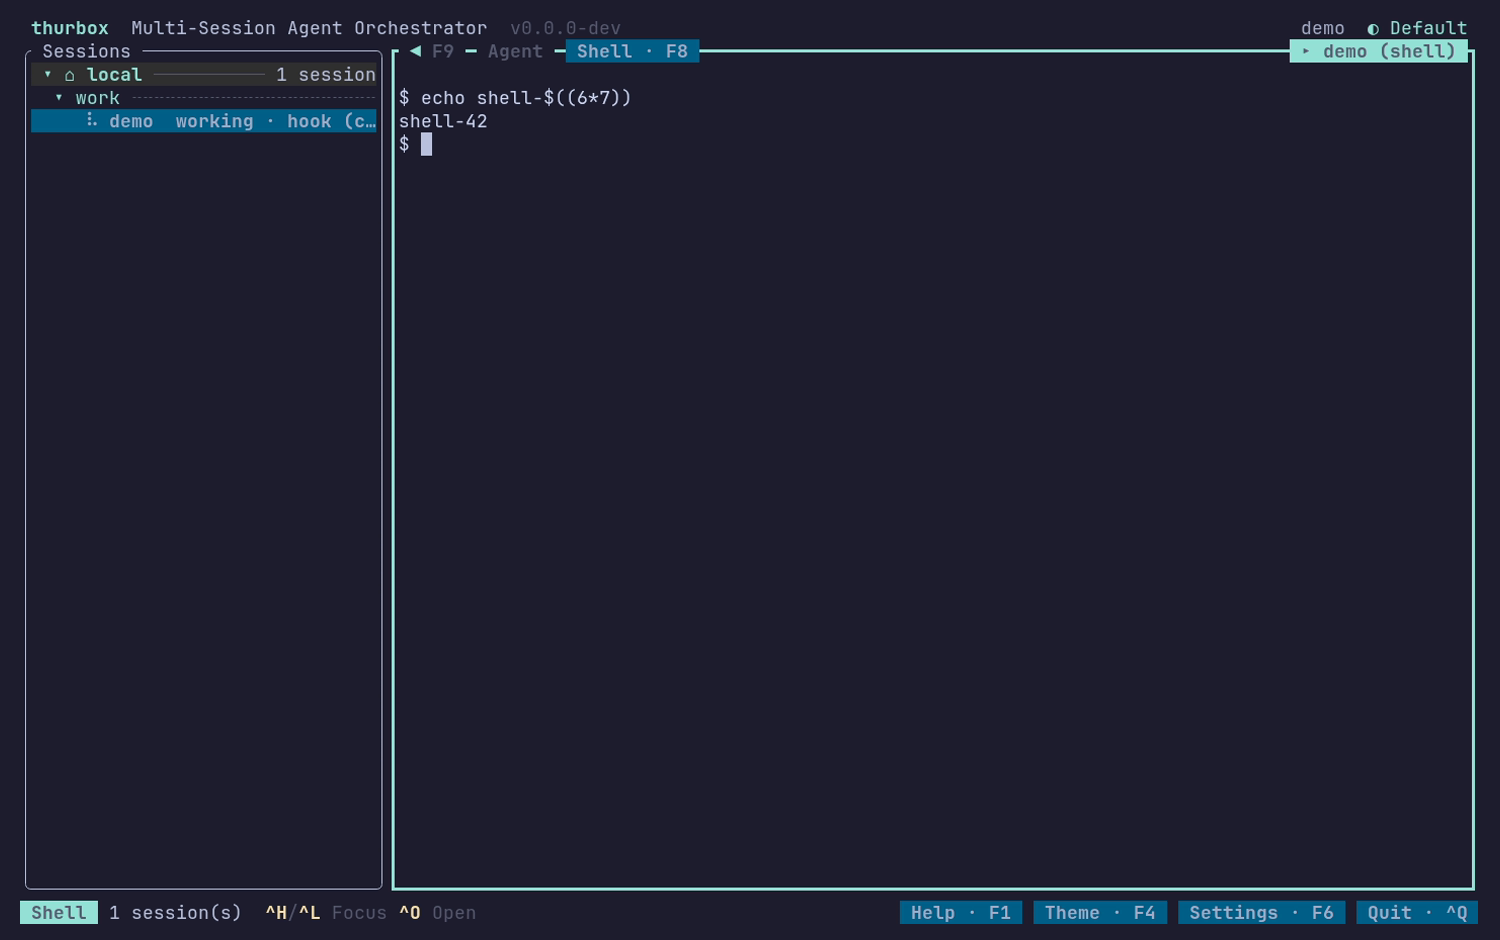 thurbox Multi-Session Agent Orchestrator v0.0.0-dev demo ◐ Default
Sessions ◀ F9 Agent Shell · F8 ▸ demo (shell)
▾ ⌂ local 1 session
▾ work
demo working · hook (c…
$ echo shell-$((6*7))
shell-42
$
Shell 1 session(s) ^H/^L Focus ^O Open Help · F1 Theme · F4 Settings · F6 Quit · ^Q